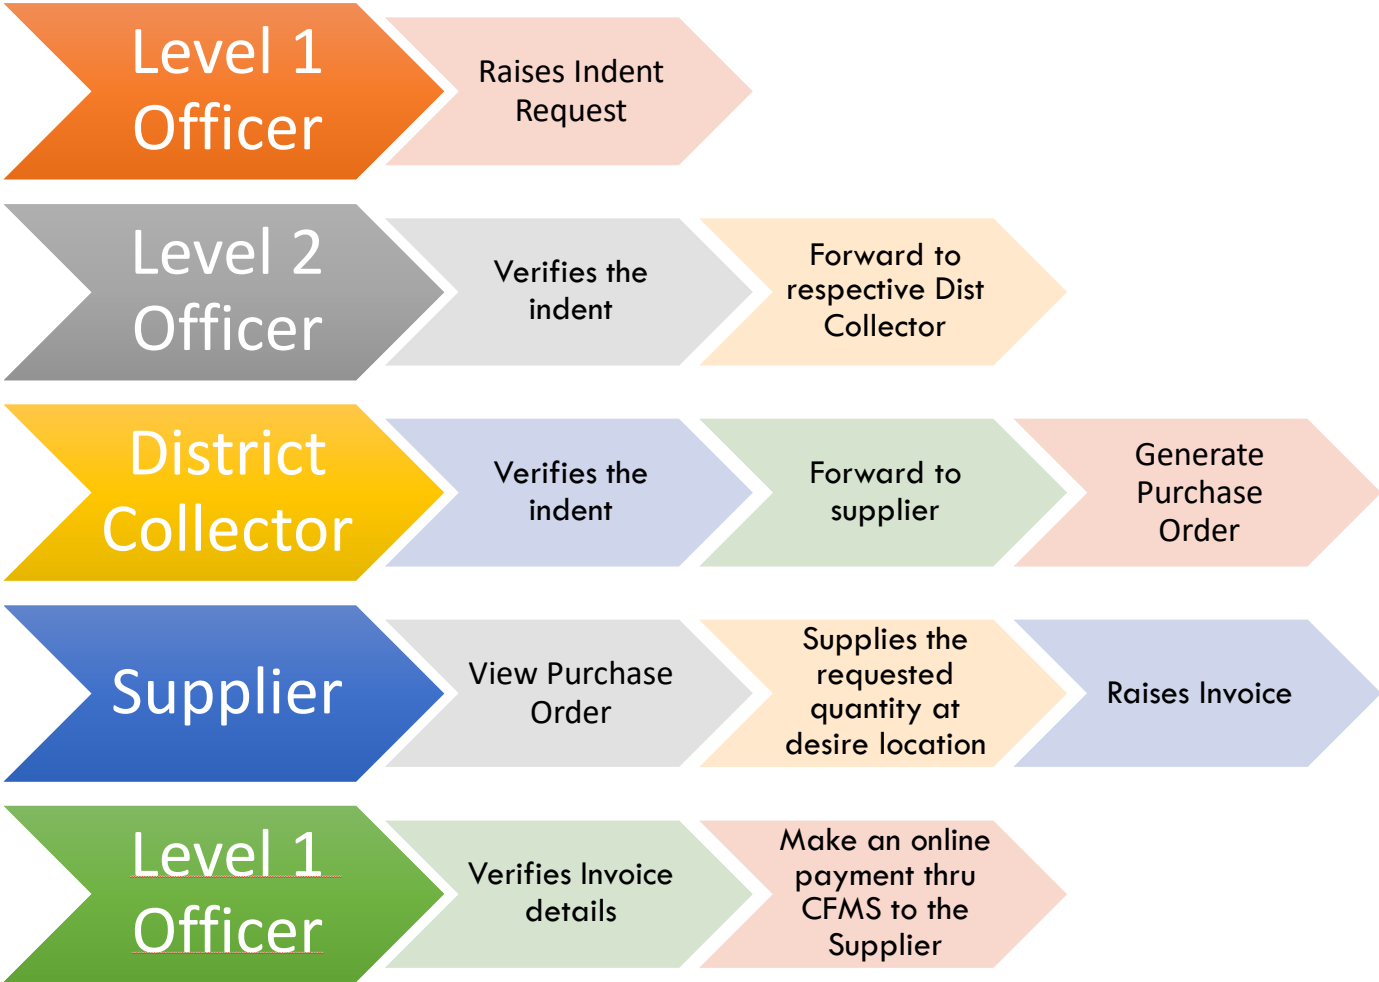 Level 1
Officer
Raises Indent
Request
Level 2
Officer
Verifies the
indent
Forward to
respective Dist
Collector
District
Collector
Verifies the
indent
Forward to
supplier
Generate
Purchase
Order
Supplier
View Purchase
Order
Supplies the
requested
quantity at
desire location
Raises Invoice
Level 1
Officer
Verifies Invoice
details
Make an online
payment thru
CFMS to the
Supplier